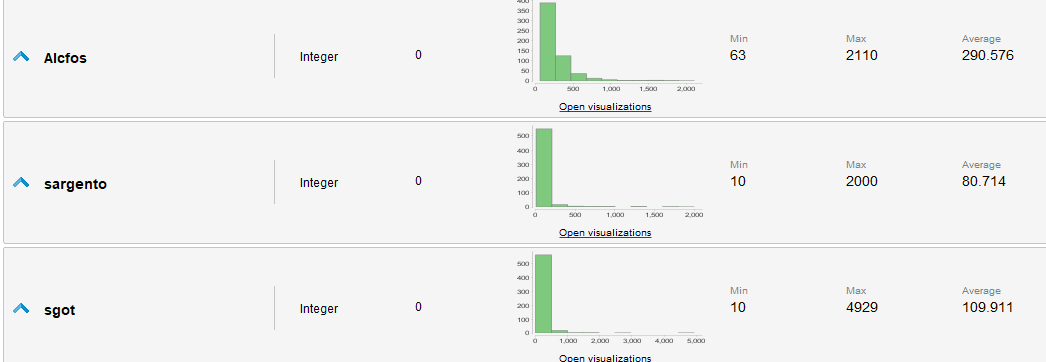 400
350
300
250
200
150
100
50
0
0 500 1,000 1,500 2,000
Alcfos Integer 0 Min 63 Max 2110 Average 290.576
Open visualizations
500
400
300
200
100
0
0 500 1,000 1,500 2,000
sargento Integer 0 Min 10 Max 2000 Average 80.714
Open visualizations
500
400
300
200
100
0
0 1,000 2,000 3,000 4,000 5,000
sgot Integer 0 Min 10 Max 4929 Average 109.911
Open visualizations